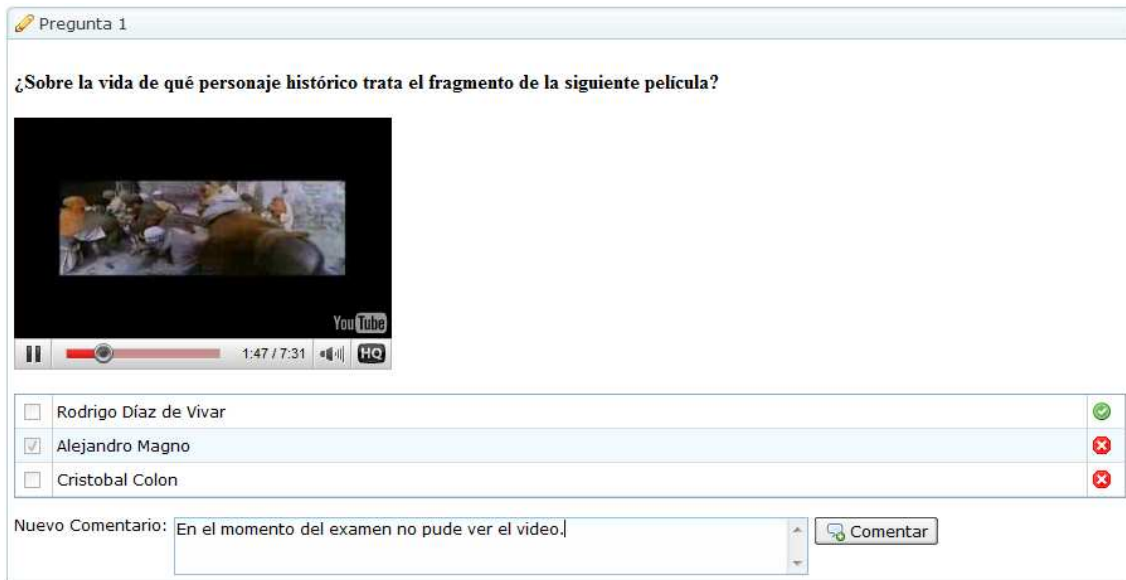 Pregunta 1
¿Sobre la vida de qué personaje histórico trata el fragmento de la siguiente película?
YouTube
1:47 / 7:31 HQ
Rodrigo Díaz de Vivar
Alejandro Magno
Cristobal Colon
Nuevo Comentario: En el momento del examen no pude ver el video. Comentar